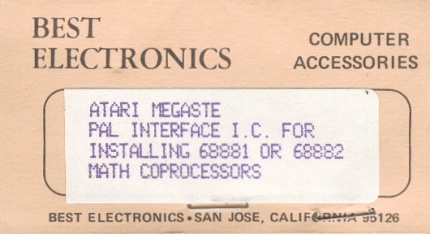 BEST
ELECTRONICS
COMPUTER
ACCESSORIES
ATARI MEGASTE
PAL INTERFACE I.C. FOR
INSTALLING 68881 OR 68882
MATH COPROCESSORS
BEST ELECTRONICS • SAN JOSE, CALIFORNIA 95126